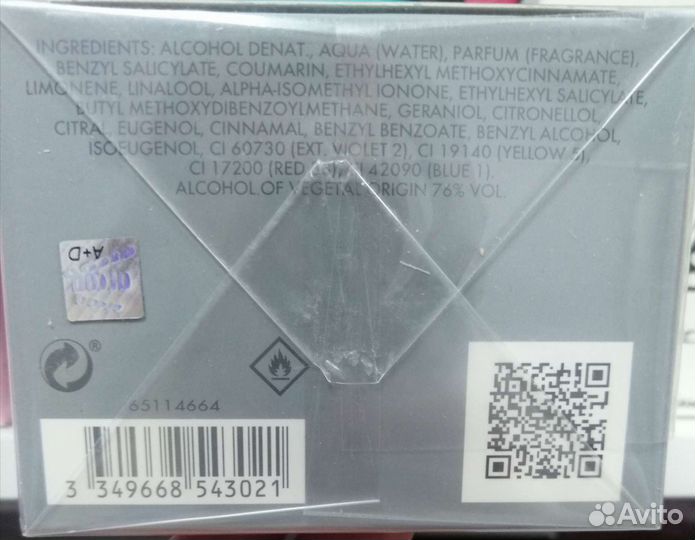 INGREDIENTS: ALCOHOL DENAT., AQUA (WATER), PARFUM (FRAGRANCE),
BENZYL SALICYLATE, COUMARIN, ETHYLHEXYL METHOXYCINNAMATE,
LIMONENE, LINALOOL, ALPHA-ISOMETHYL IONONE, ETHYLHEXYL SALICYLATE,
BUTYL METHOXYDIBENZOYLMETHANE, GERANIOL, CITRONELLOL,
CITRAL, EUGENOL, CINNAMAL, BENZYL BENZOATE, BENZYL ALCOHOL,
ISOEUGENOL, CI 60730 (EXT. VIOLET 2), CI 19140 (YELLOW 5),
CI 17200 (RED CI 42090 (BLUE 1).
ALCOHOL OF VEGETAL ORIGIN 76% VOL.
A+D
®
65114664
3 349668 543021
Avito